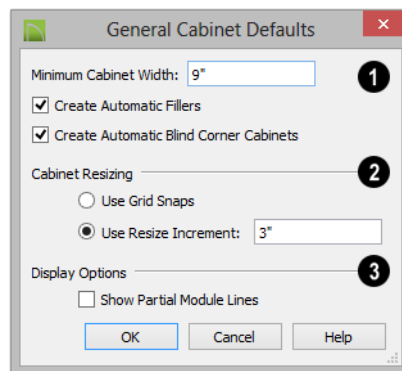 General Cabinet Defaults
Minimum Cabinet Width: 9"
1
Create Automatic Fillers
Create Automatic Blind Corner Cabinets
Cabinet Resizing
2
Use Grid Snaps
Use Resize Increment: 3"
Display Options
3
Show Partial Module Lines
OK Cancel Help